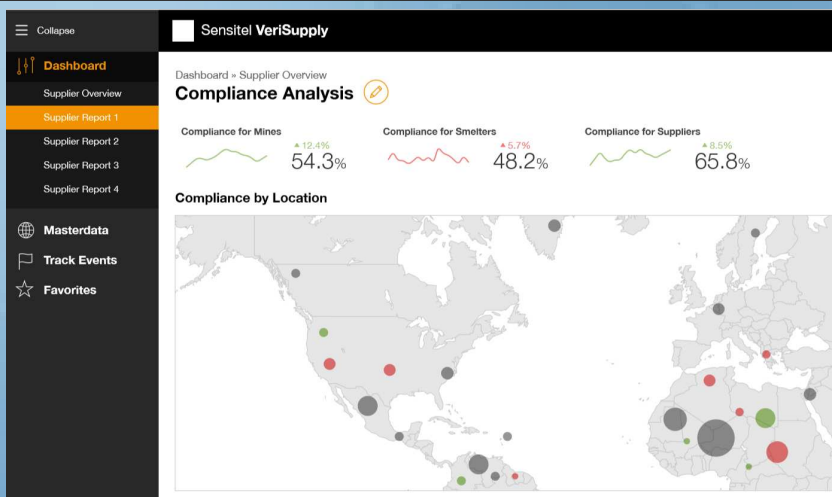 Collapse
Sensitel VeriSupply
Dashboard
Supplier Overview
Supplier Report 1
Supplier Report 2
Supplier Report 3
Supplier Report 4
Masterdata
Track Events
Favorites
Dashboard » Supplier Overview
Compliance Analysis
Compliance for Mines
▲12.4%
54.3%
Compliance for Smelters
▲5.7%
48.2%
Compliance for Suppliers
▲8.5%
65.8%
Compliance by Location